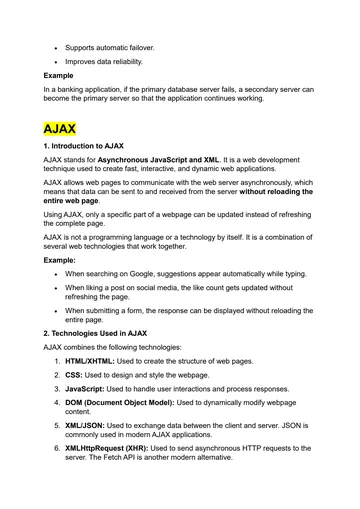 • Supports automatic failover.
• Improves data reliability.
Example
In a banking application, if the primary database server fails, a secondary server can
become the primary server so that the application continues working.
AJAX
1. Introduction to AJAX
AJAX stands for Asynchronous JavaScript and XML. It is a web development
technique used to create fast, interactive, and dynamic web applications.
AJAX allows web pages to communicate with the web server asynchronously, which
means that data can be sent to and received from the server without reloading the
entire web page.
Using AJAX, only a specific part of a webpage can be updated instead of refreshing
the complete page.
AJAX is not a programming language or a technology by itself. It is a combination of
several web technologies that work together.
Example:
• When searching on Google, suggestions appear automatically while typing.
• When liking a post on social media, the like count gets updated without
refreshing the page.
• When submitting a form, the response can be displayed without reloading the
entire page.
2. Technologies Used in AJAX
AJAX combines the following technologies:
1. HTML/XHTML: Used to create the structure of web pages.
2. CSS: Used to design and style the webpage.
3. JavaScript: Used to handle user interactions and process responses.
4. DOM (Document Object Model): Used to dynamically modify webpage
content.
5. XML/JSON: Used to exchange data between the client and server. JSON is
commonly used in modern AJAX applications.
6. XMLHttpRequest (XHR): Used to send asynchronous HTTP requests to the
server. The Fetch API is another modern alternative.